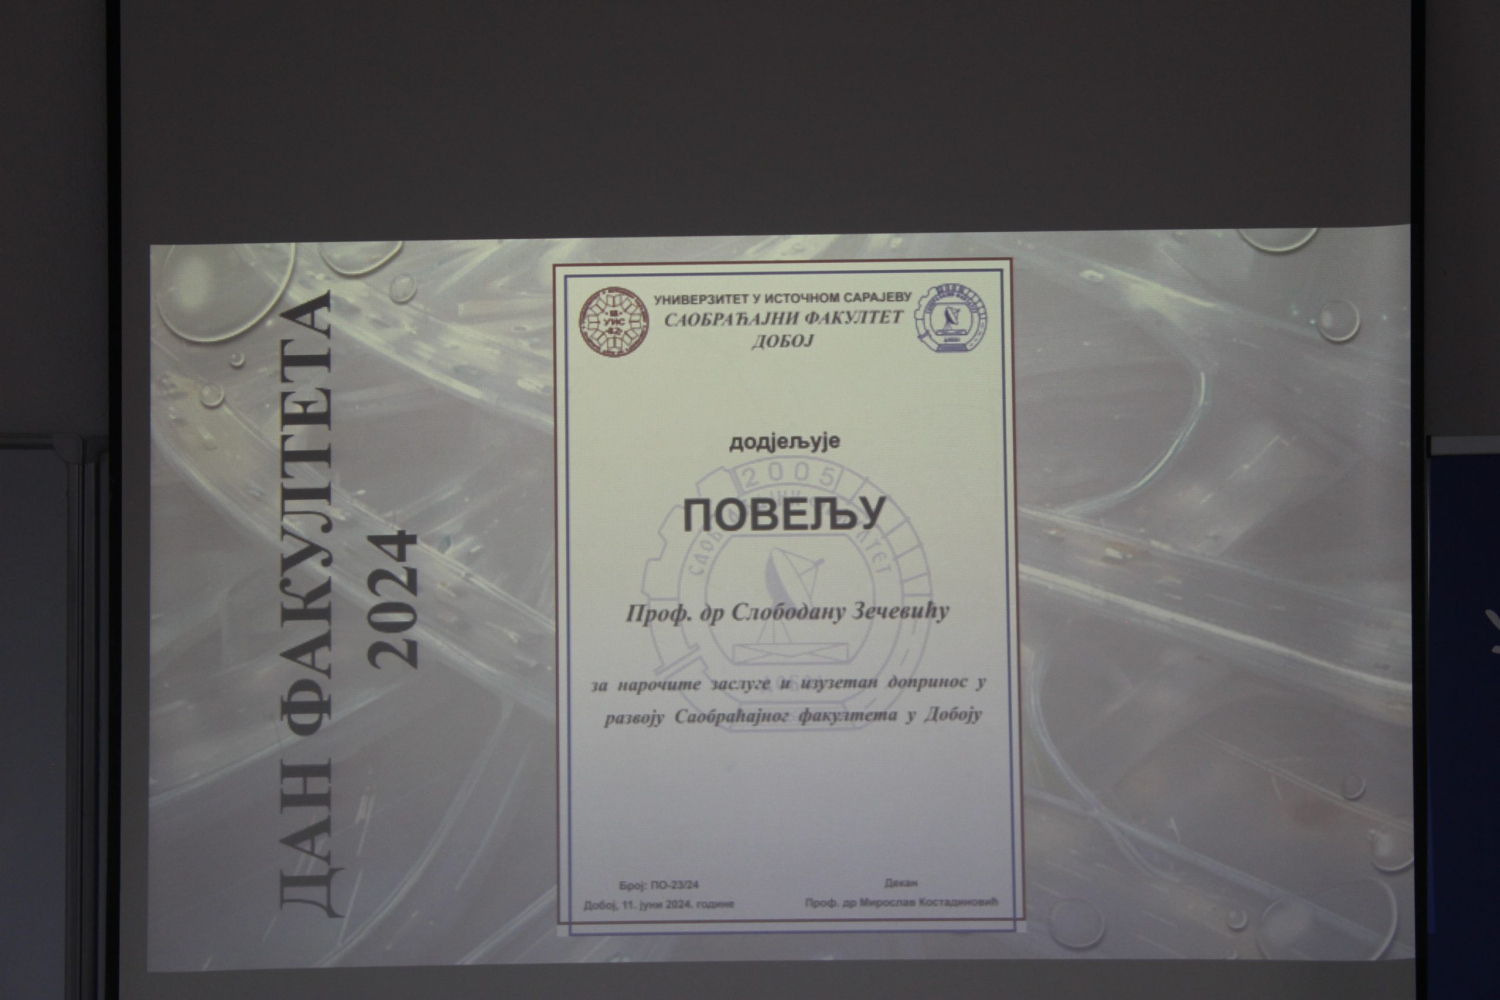 ДАН ФАКУЛТЕТА
2024
УНИВЕРЗИТЕТ У ИСТОЧНОМ САРАЈЕВУ
САОБРАЋАЈНИ ФАКУЛТЕТ
ДОБОЈ
додјељује
2005
ПОВЕЉУ
Проф. др Слободану Зечевићу
за нарочите заслуге и изузетан допринос у
развоју Саобраћајног факултета у Добоју
Број: ПО-23/24
Добој, 11. јуни 2024. године
Декан
Проф. др Мирослав Костадиновић